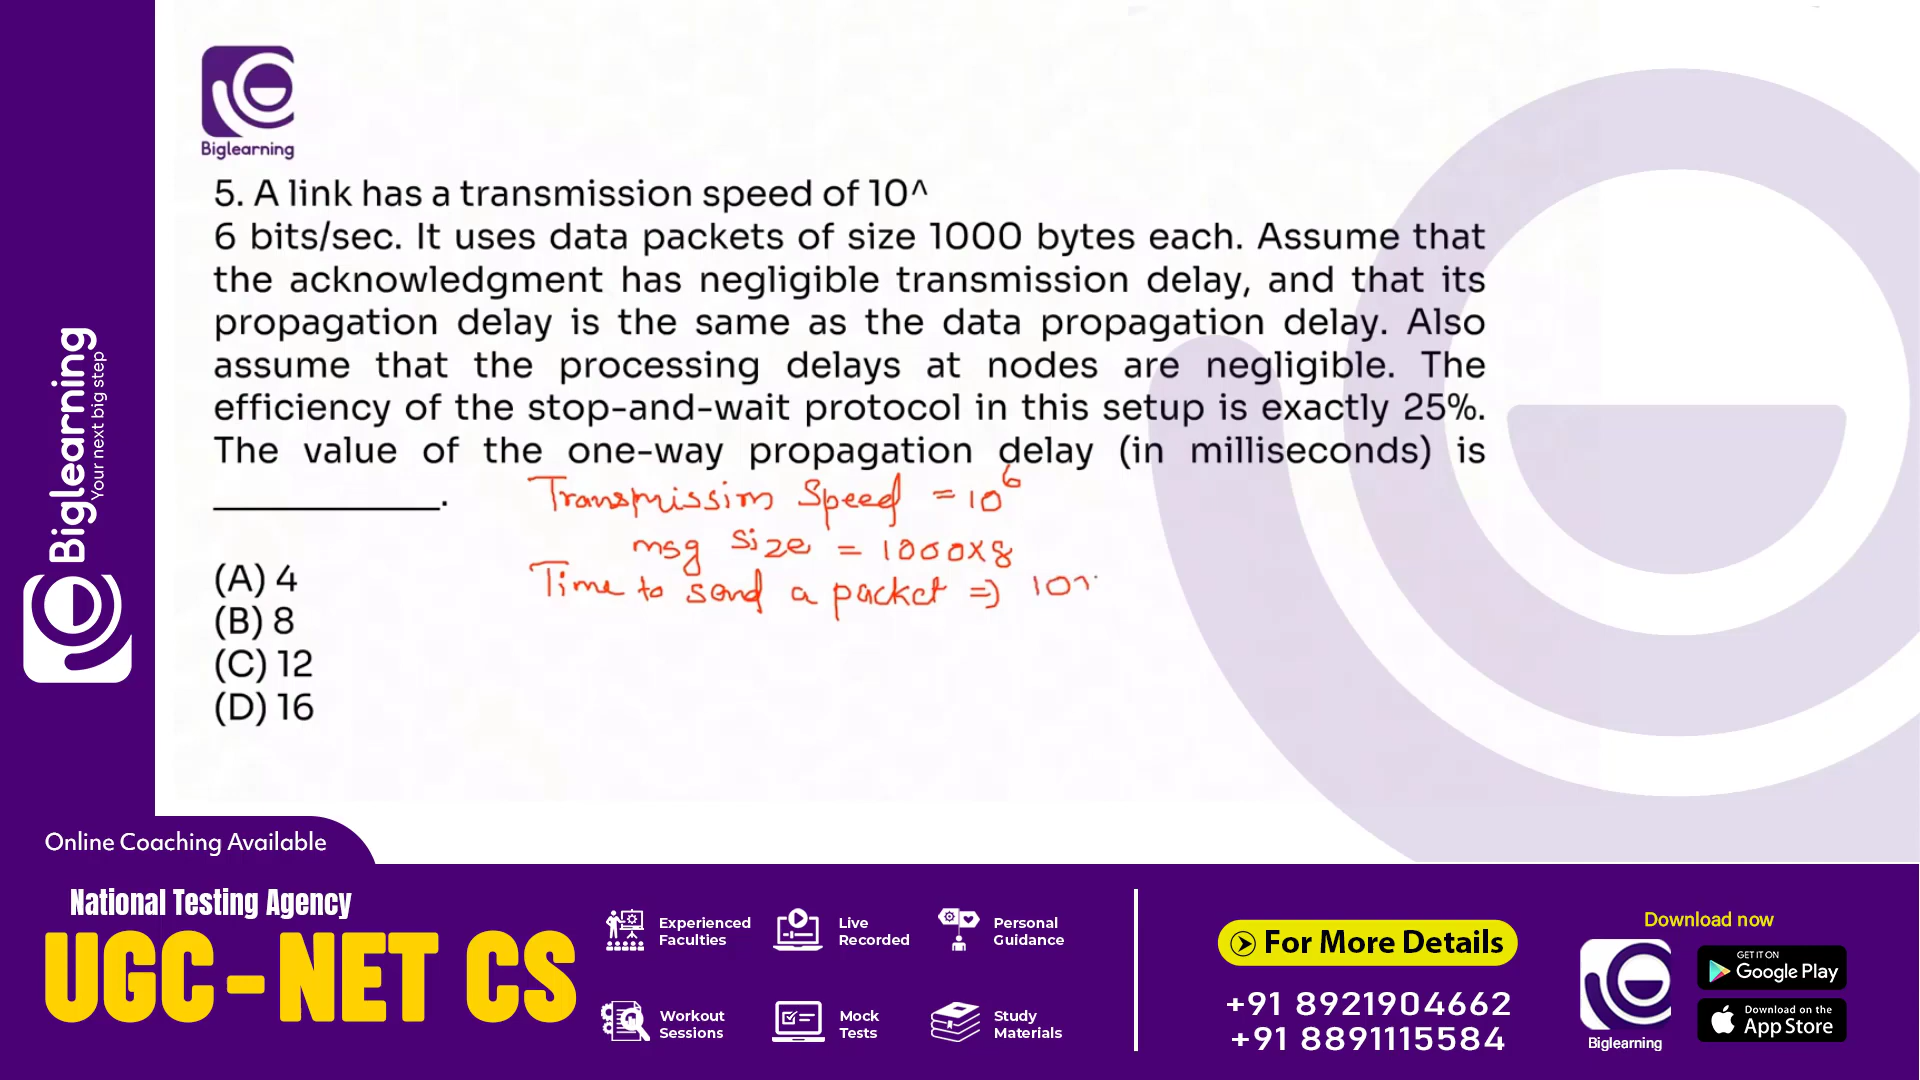 Biglearning
5. A link has a transmission speed of 10^
6 bits/sec. It uses data packets of size 1000 bytes each. Assume that
the acknowledgment has negligible transmission delay, and that its
propagation delay is the same as the data propagation delay. Also
assume that the processing delays at nodes are negligible. The
efficiency of the stop-and-wait protocol in this setup is exactly 25%.
The value of the one-way propagation delay (in milliseconds) is
____________.
Transmission Speed = 10^6
msg size = 1000×8
Time to send a packet ⇒ 10
(A) 4
(B) 8
(C) 12
(D) 16
Biglearning
Your next big step
Online Coaching Available
National Testing Agency
UGC-NET CS
Experienced
Faculties
Live
Recorded
Personal
Guidance
Workout
Sessions
Mock
Tests
Study
Materials
For More Details
+91 8921904662
+91 8891115584
Download now
Biglearning
GET IT ON
Google Play
Download on the
App Store